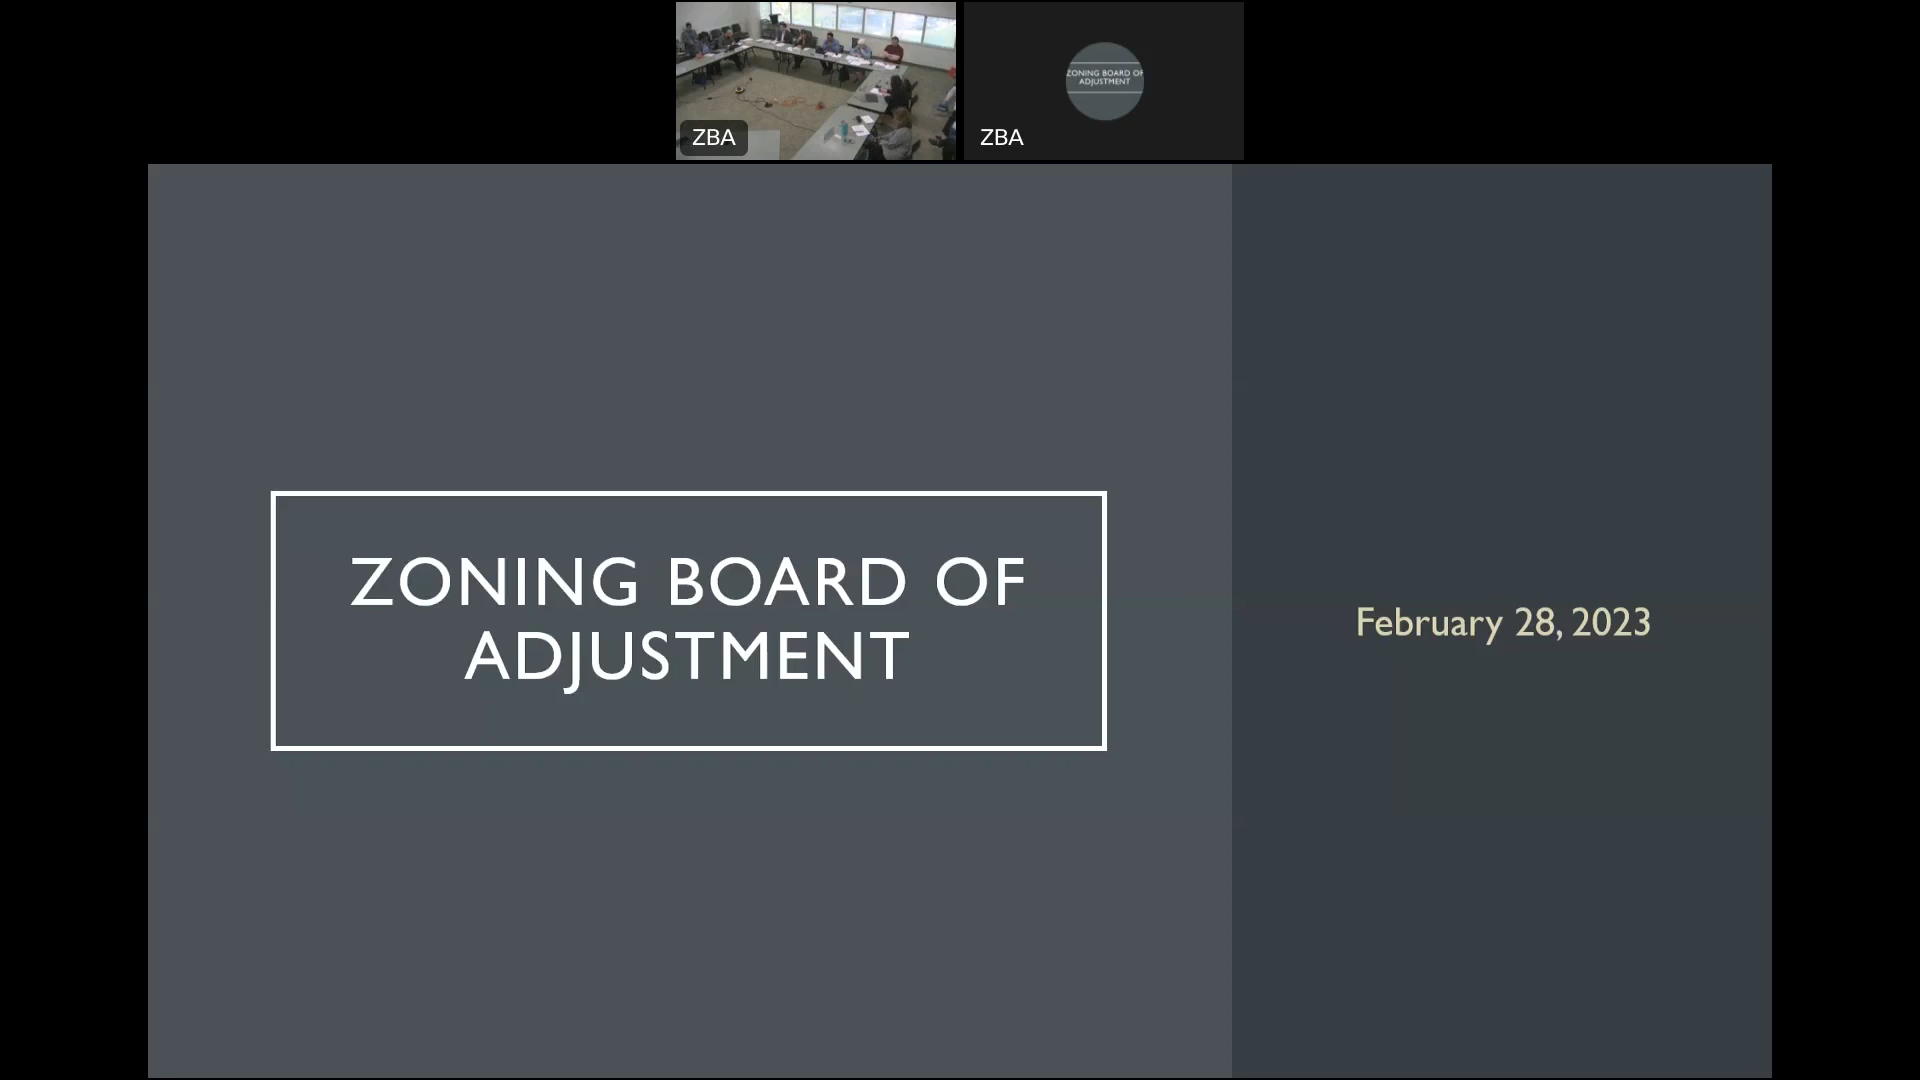 ZBA
ZONING BOARD OF
ADJUSTMENT
ZBA
ZONING BOARD OF
ADJUSTMENT
February 28, 2023